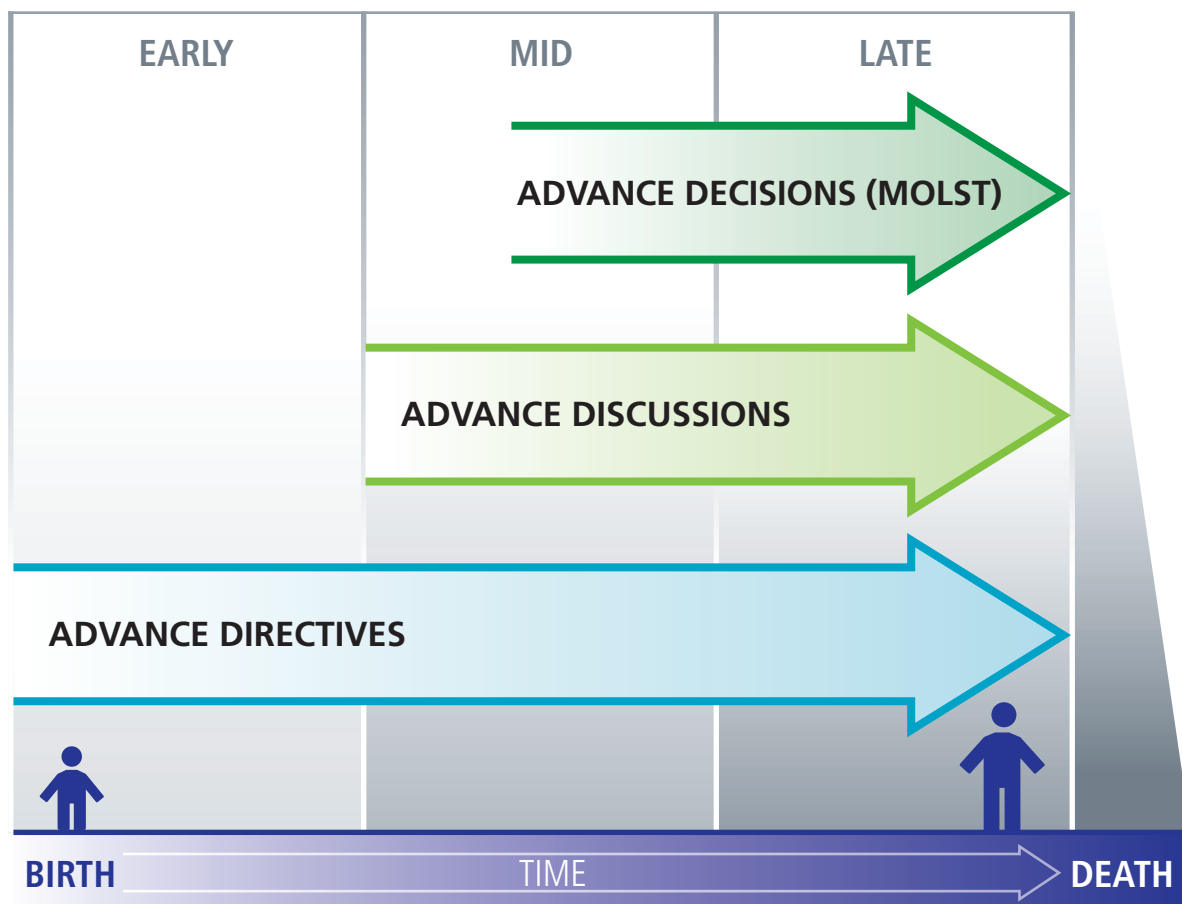 EARLY
MID
LATE
ADVANCE DECISIONS (MOLST)
ADVANCE DISCUSSIONS
ADVANCE DIRECTIVES
BIRTH
TIME
DEATH